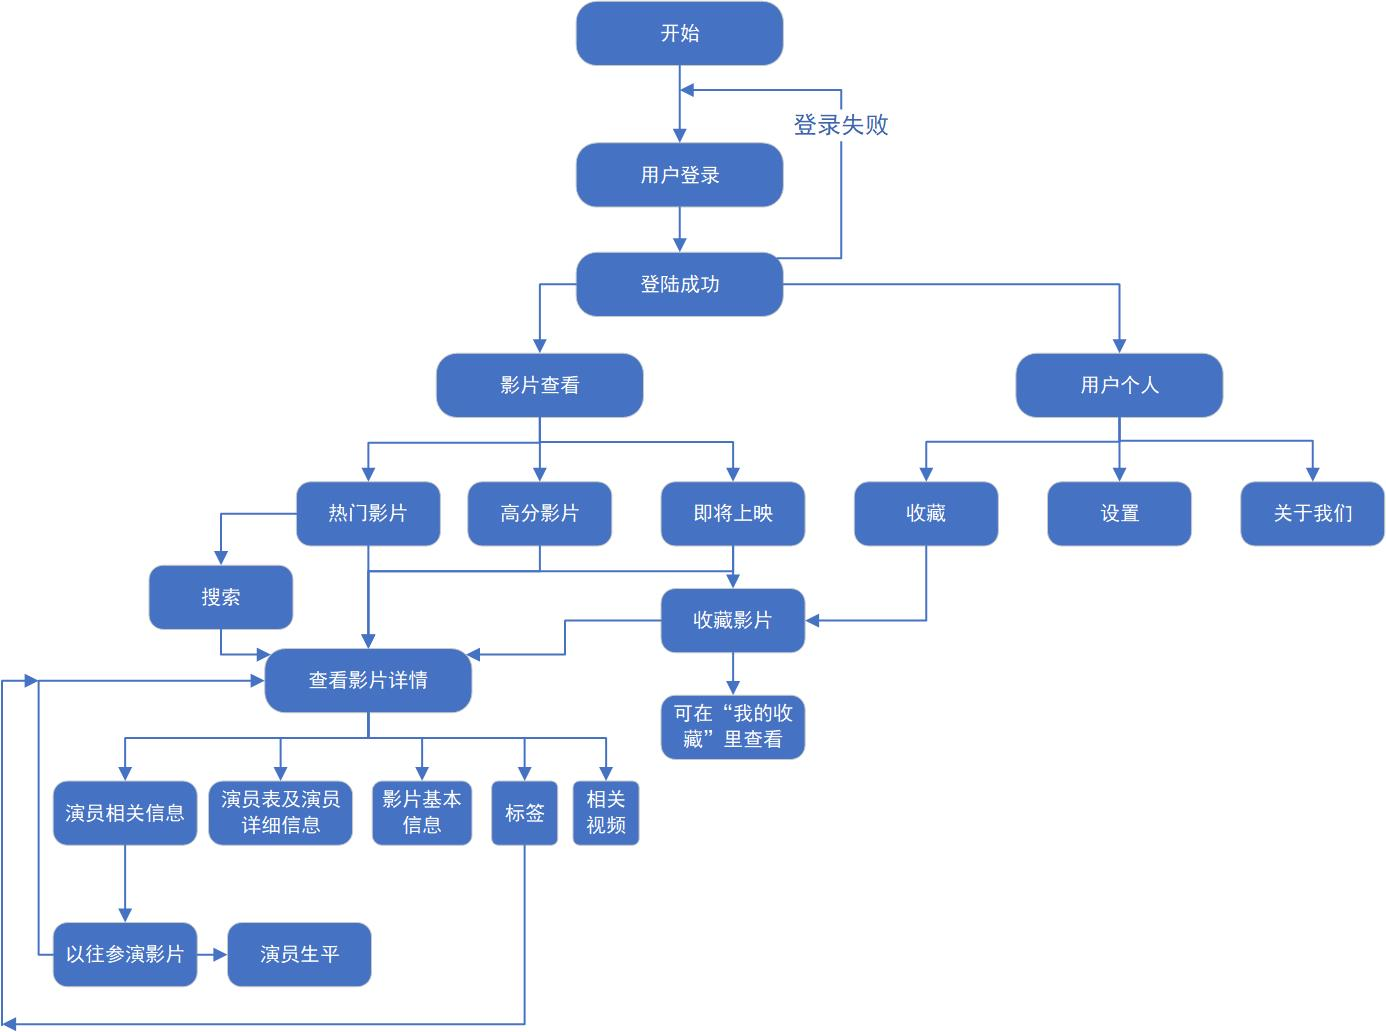 开始
登录失败
用户登录
登陆成功
影片查看
用户个人
热门影片
高分影片
即将上映
收藏
设置
关于我们
搜索
收藏影片
查看影片详情
可在“我的收
藏”里查看
演员相关信息
演员表及演员
详细信息
影片基本
信息
标签
相关
视频
以往参演影片
演员生平